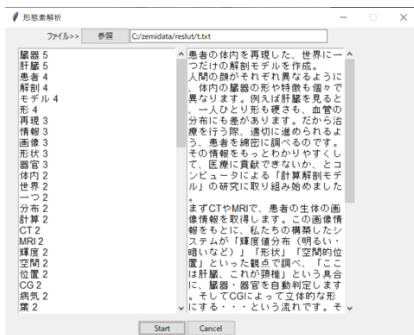 形態素解析
ファイル>> 参照 C:/zemidata/reslut/t.txt
臓器 5
肝臓 5
患者 4
解剖 4
モデル 4
形 4
再現 3
情報 3
画像 3
形状 3
器官 3
体内 2
世界 2
一つ 2
分布 2
計算 2
CT 2
MRI 2
輝度 2
空間 2
位置 2
CG 2
病気 2
葉 2
患者の体内を再現した、世界に一
つだけの解剖モデルを作成。
人間の顔がそれぞれ異なるように
、体内の臓器の形や特徴も個々で
異なります。例えば肝臓を見ると
、一人ひとり形も硬さも、血管の
分布にも差があります。だから治
療を行う際、適切に進められるよ
う、患者を綿密に調べるのです。
その情報をもっとわかりやすくし
て、医療に貢献できないか、とコ
ンピュータによる「計算解剖モデ
ル」の研究に取り組み始めました
。
まずCTやMRIで、患者の生体の画
像情報を取得します。この画像情
報をもとに、私たちの構築したシ
ステムが「輝度値分布（明るい・
暗いなど）」「形状」「空間的位
置」といった観点で調べ、「ここ
は肝臓、これが頸椎」という具合
に、臓器・器官を自動判定します
。そしてCGによって立体的な形
にする・・・という流れです。そ
Start Cancel